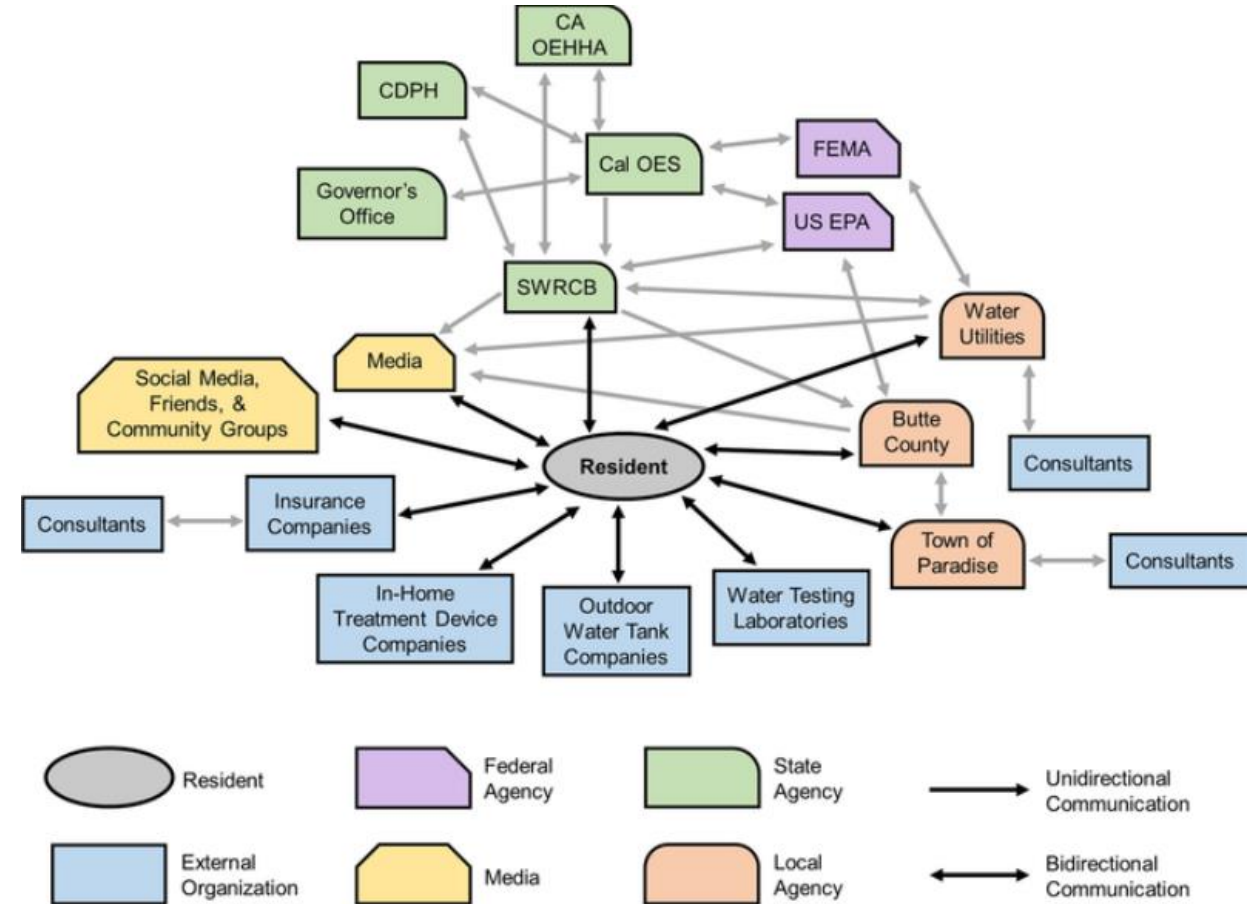 CA
OEHHA
CDPH
Cal OES
FEMA
Governor's
Office
US EPA
SWRCB
Water
Utilities
Media
Social Media,
Friends, &
Community Groups
Butte
County
Resident
Consultants
Insurance
Companies
Consultants
Town of
Paradise
Consultants
In-Home
Treatment Device
Companies
Outdoor
Water Tank
Companies
Water Testing
Laboratories
Resident
Federal
Agency
State
Agency
Unidirectional
Communication
External
Organization
Media
Local
Agency
Bidirectional
Communication